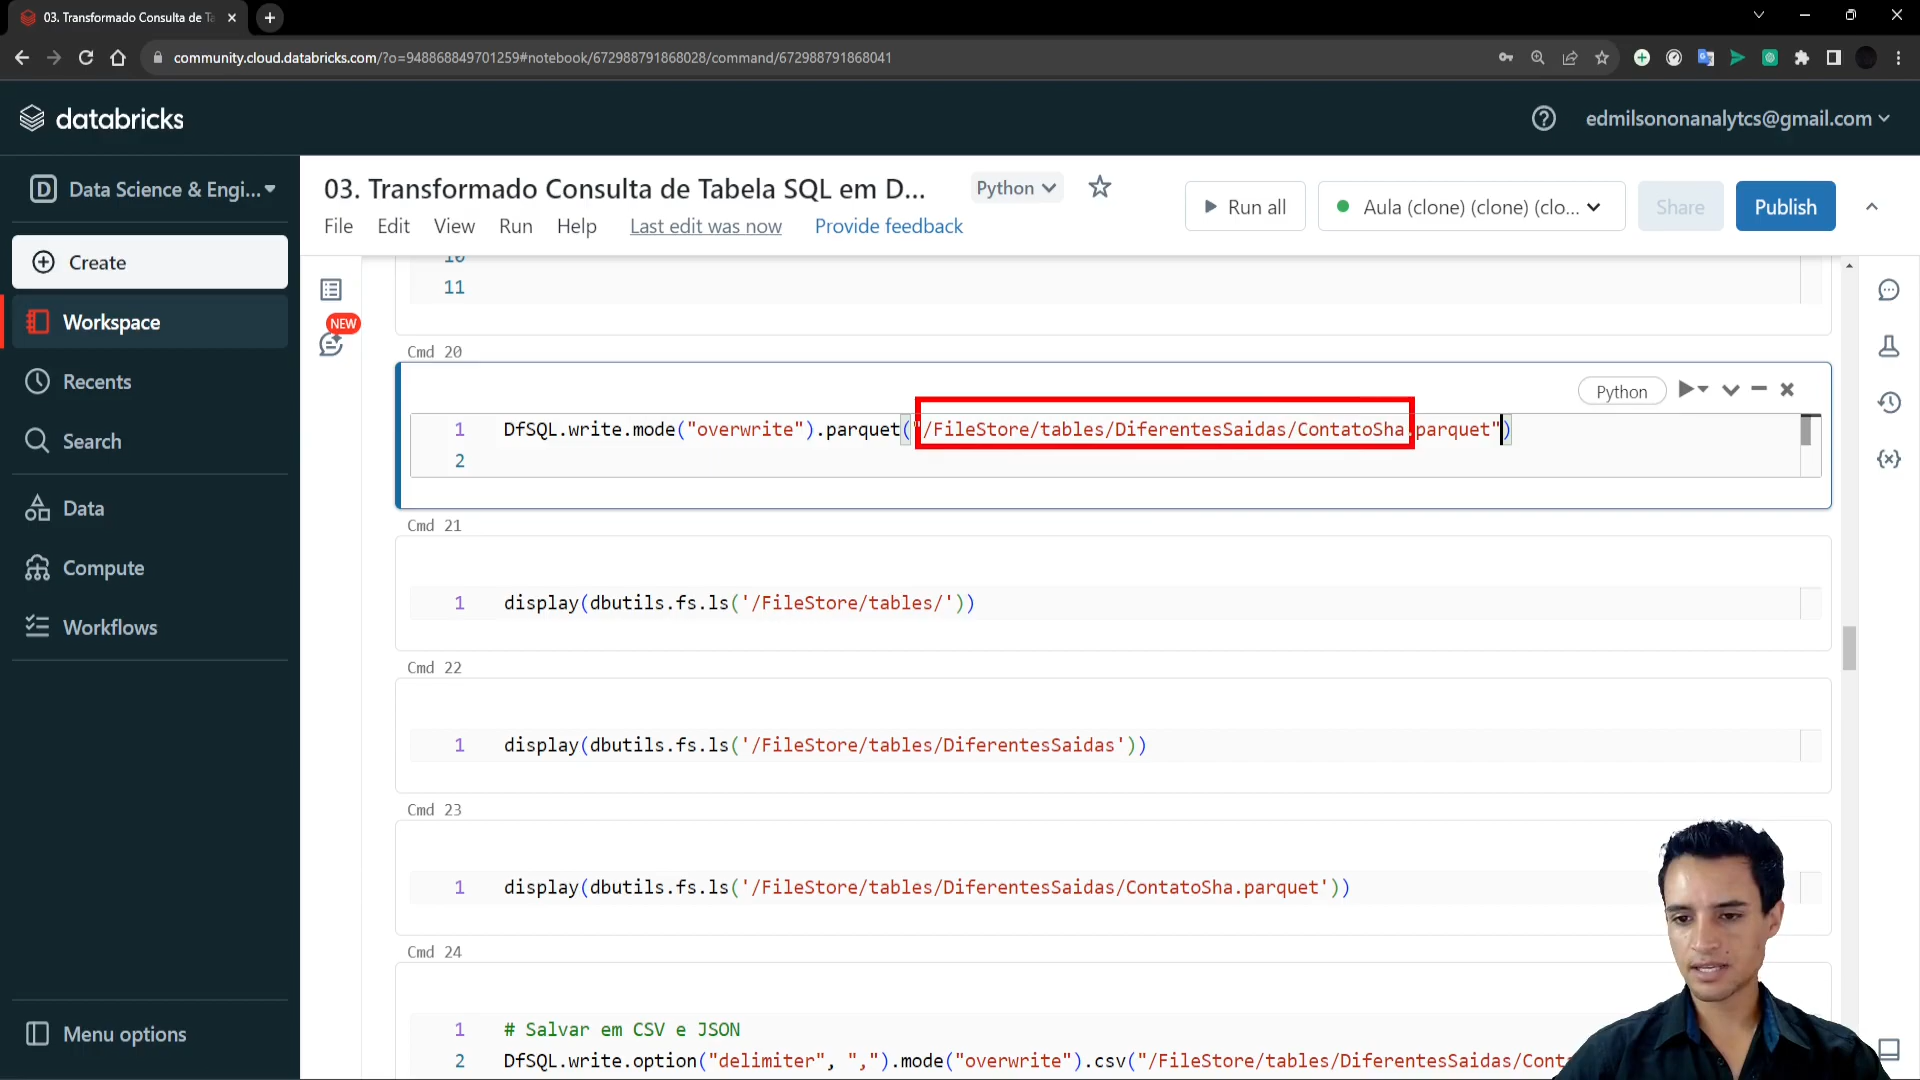 03. Transformado Consulta de Ta
community.cloud.databricks.com/?o=948868849701259#notebook/672988791868028/command/672988791868041
databricks
edmilsononanalytcs@gmail.com
D Data Science & Engi...
03. Transformado Consulta de Tabela SQL em D...
Python
Run all
Aula (clone) (clone) (clo...
Share
Publish
File Edit View Run Help Last edit was now Provide feedback
Create
Workspace
Recents
Search
Data
Compute
Workflows
Menu options
NEW
10
11
Cmd 20
Python
1 DfSQL.write.mode("overwrite").parquet("/FileStore/tables/DiferentesSaidas/ContatoSha.parquet")
2
Cmd 21
1 display(dbutils.fs.ls('/FileStore/tables/'))
Cmd 22
1 display(dbutils.fs.ls('/FileStore/tables/DiferentesSaidas'))
Cmd 23
1 display(dbutils.fs.ls('/FileStore/tables/DiferentesSaidas/ContatoSha.parquet'))
Cmd 24
1 # Salvar em CSV e JSON
2 DfSQL.write.option("delimiter", ",").mode("overwrite").csv("/FileStore/tables/DiferentesSaidas/Cont